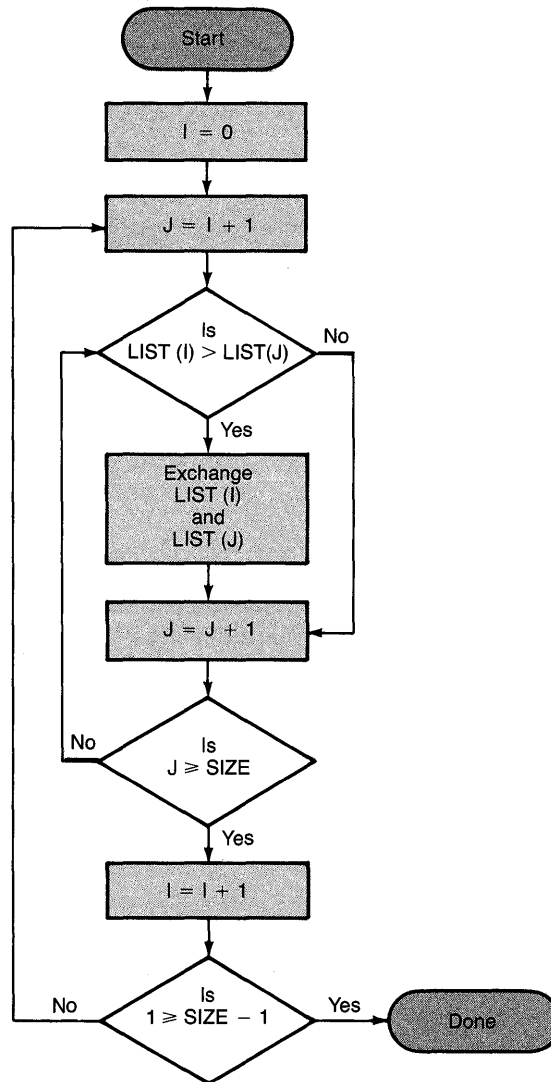 Start
I = 0
J = I + 1
Is
LIST (I) > LIST(J)
No
Yes
Exchange
LIST (I)
and
LIST (J)
J = J + 1
No
Is
J ≥ SIZE
Yes
I = I + 1
No
Is
1 ≥ SIZE − 1
Yes
Done